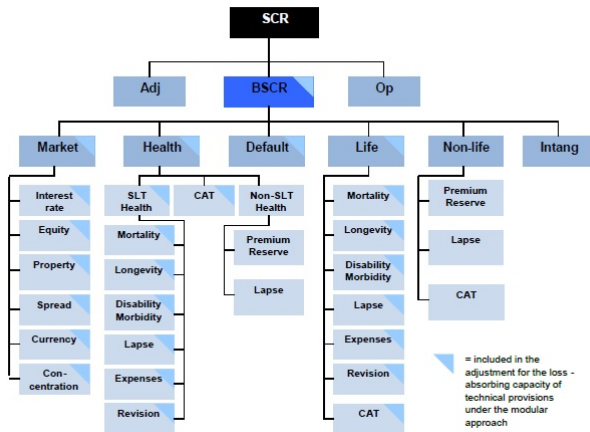 SCR
Adj
BSCR
Op
Market
Health
Default
Life
Non-life
Intang
Interest
rate
Equity
Property
Spread
Currency
Con-
centration
SLT
Health
CAT
Non-SLT
Health
Mortality
Longevity
Disability
Morbidity
Lapse
Expenses
Revision
Premium
Reserve
Lapse
Mortality
Longevity
Disability
Morbidity
Lapse
Expenses
Revision
CAT
Premium
Reserve
Lapse
CAT
= included in the
adjustment for the loss -
absorbing capacity of
technical provisions
under the modular
approach